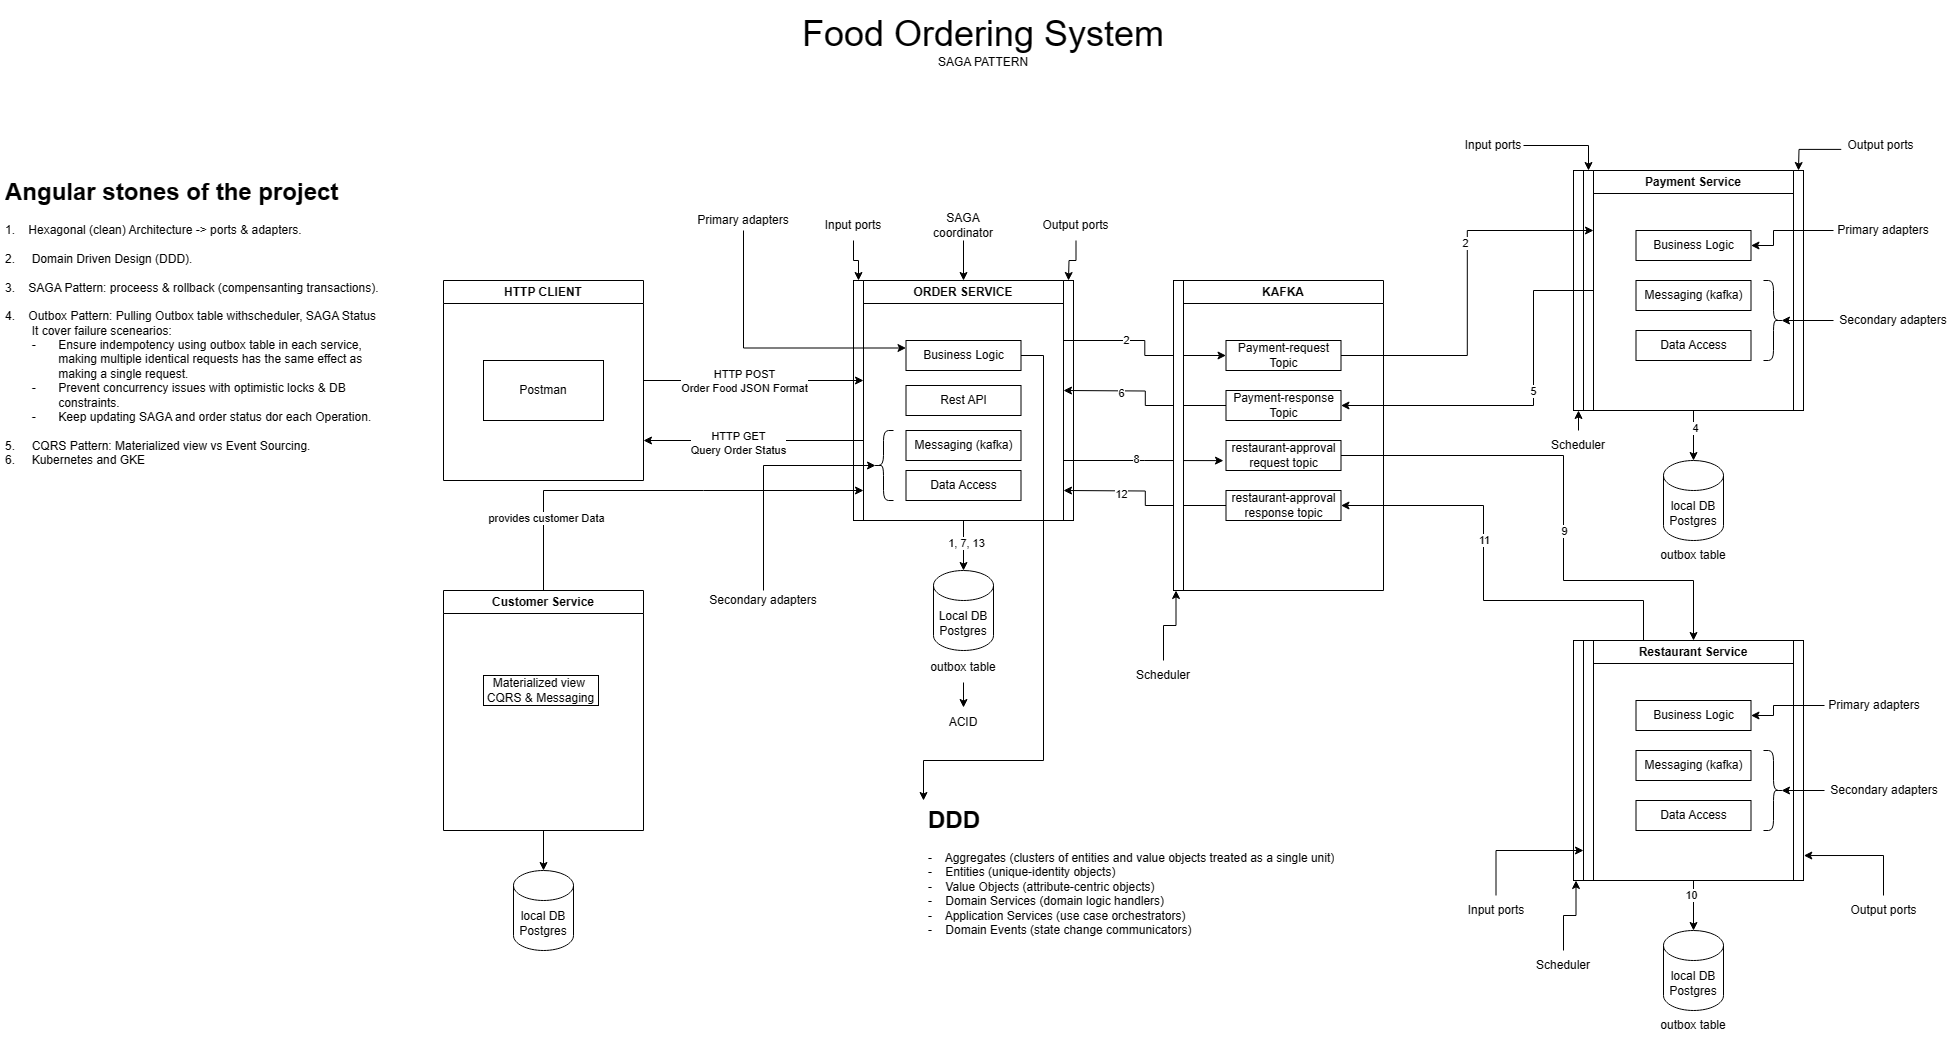 Food Ordering System
SAGA PATTERN
Angular stones of the project
1. Hexagonal (clean) Architecture -> ports & adapters.
2. Domain Driven Design (DDD).
3. SAGA Pattern: proceess & rollback (compensanting transactions).
4. Outbox Pattern: Pulling Outbox table withscheduler, SAGA Status
It cover failure scenearios:
- Ensure indempotency using outbox table in each service,
making multiple identical requests has the same effect as
making a single request.
- Prevent concurrency issues with optimistic locks & DB
constraints.
- Keep updating SAGA and order status dor each Operation.
5. CQRS Pattern: Materialized view vs Event Sourcing.
6. Kubernetes and GKE
HTTP CLIENT
Postman
HTTP POST
Order Food JSON Format
HTTP GET
Query Order Status
provides customer Data
Customer Service
Materialized view
CQRS & Messaging
local DB
Postgres
Primary adapters
Input ports
SAGA
coordinator
Output ports
ORDER SERVICE
Business Logic
Rest API
Messaging (kafka)
Data Access
Secondary adapters
1, 7, 13
Local DB
Postgres
outbox table
ACID
DDD
- Aggregates (clusters of entities and value objects treated as a single unit)
- Entities (unique-identity objects)
- Value Objects (attribute-centric objects)
- Domain Services (domain logic handlers)
- Application Services (use case orchestrators)
- Domain Events (state change communicators)
2
6
8
12
KAFKA
Payment-request
Topic
Payment-response
Topic
restaurant-approval
request topic
restaurant-approval
response topic
Scheduler
2
5
9
11
Input ports
Output ports
Payment Service
Business Logic
Messaging (kafka)
Data Access
Primary adapters
Secondary adapters
Scheduler
4
local DB
Postgres
outbox table
Restaurant Service
Business Logic
Messaging (kafka)
Data Access
Primary adapters
Secondary adapters
Input ports
Output ports
Scheduler
10
local DB
Postgres
outbox table